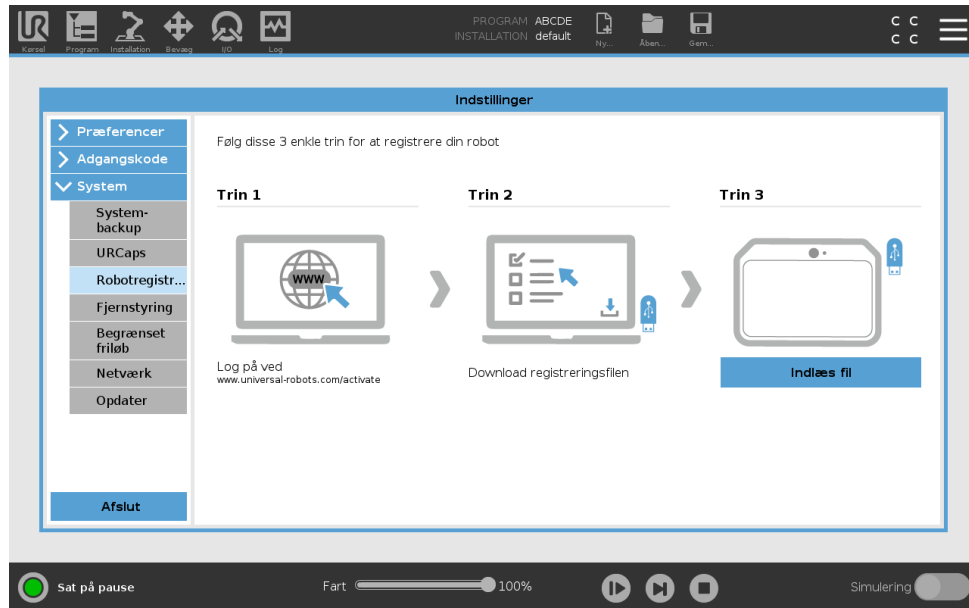 PROGRAM ABCDE
INSTALLATION default
C C
C C
Kørsel
Program
Installation
Bevæg
I/O
Log
Ny...
Åben...
Gem...
Indstillinger
Præferencer
Adgangskode
System
System-
backup
URCaps
Robotregistr...
Fjernstyring
Begrænset
friløb
Netværk
Opdater
Afslut
Følg disse 3 enkle trin for at registrere din robot
Trin 1
Trin 2
Trin 3
WWW
Log på ved
www.universal-robots.com/activate
Download registreringsfilen
Indlæs fil
Sat på pause
Fart
100%
Simulering